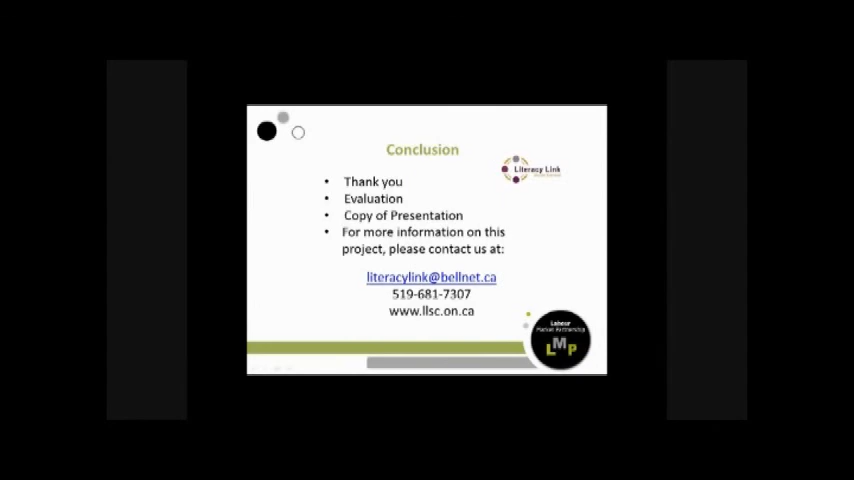 Conclusion
Literacy Link
• Thank you
• Evaluation
• Copy of Presentation
• For more information on this
project, please contact us at:
literacylink@bellnet.ca
519-681-7307
www.llsc.on.ca
Labour
Market Partnership
LMP